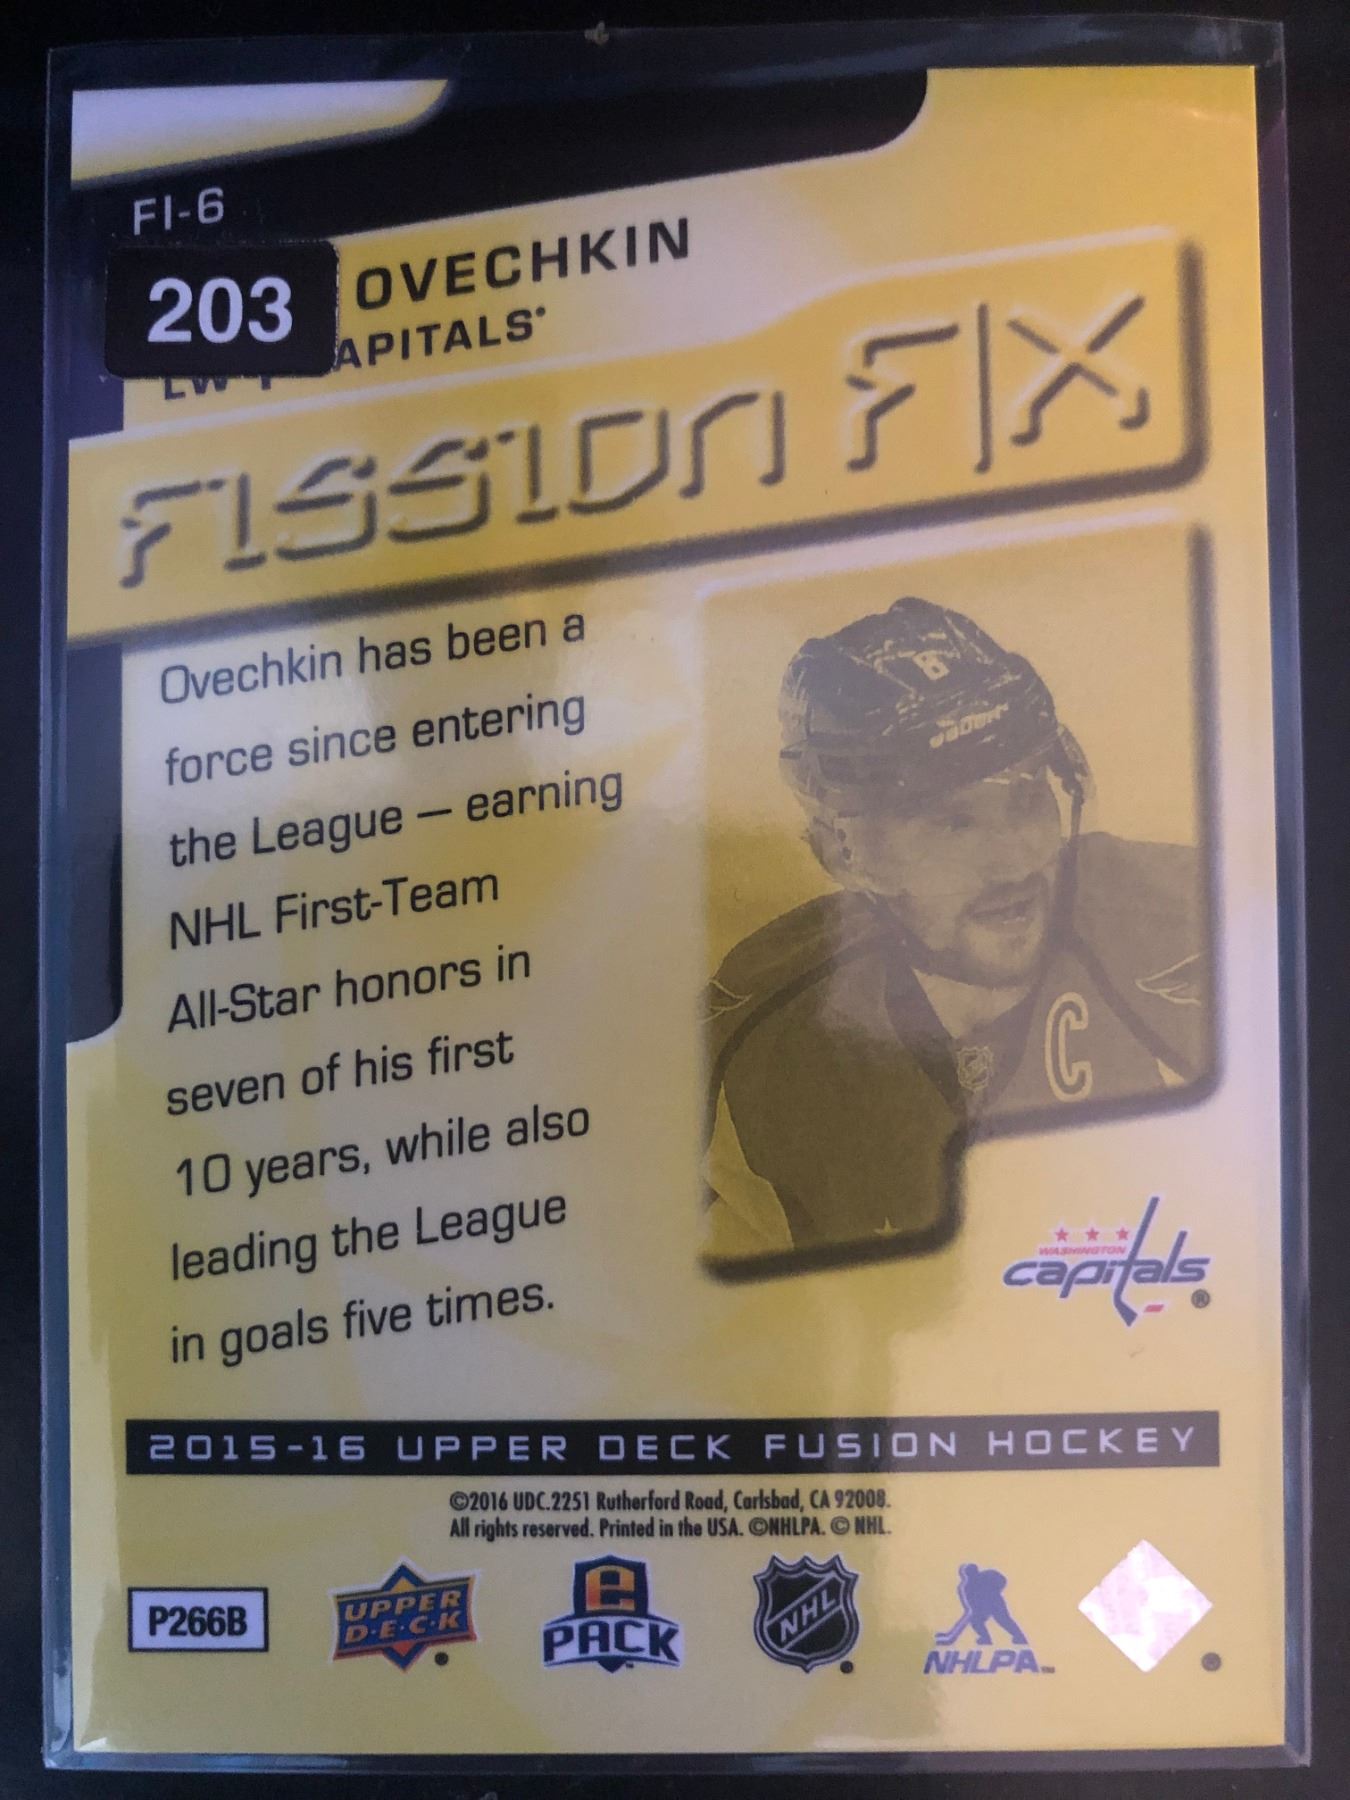 FI-6
203 OVECHKIN
LW APITALS
FISSION FIX
Ovechkin has been a
force since entering
the League — earning
NHL First-Team
All-Star honors in
seven of his first
10 years, while also
leading the League
in goals five times.
6
BAUER
NHL
C
WASHINGTON
capitals®
2015-16 UPPER DECK FUSION HOCKEY
©2016 UDC.2251 Rutherford Road, Carlsbad, CA 92008.
All rights reserved. Printed in the USA. ©NHLPA. © NHL.
P266B
UPPER
D·E·C·K
e
PACK
NHL
NHLPA